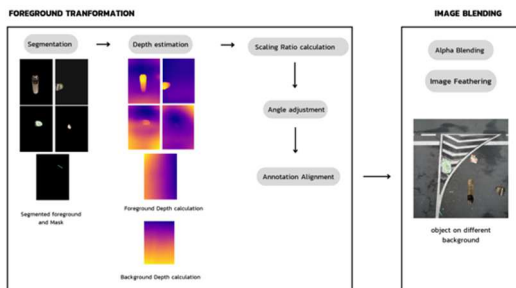 FOREGROUND TRANFORMATION
IMAGE BLENDING
Segmentation
Depth estimation
Scaling Ratio calculation
Angle adjustment
Annotation Alignment
Segmented foreground
and Mask
Foreground Depth calculation
Background Depth calculation
Alpha Blending
Image Feathering
object on different
background